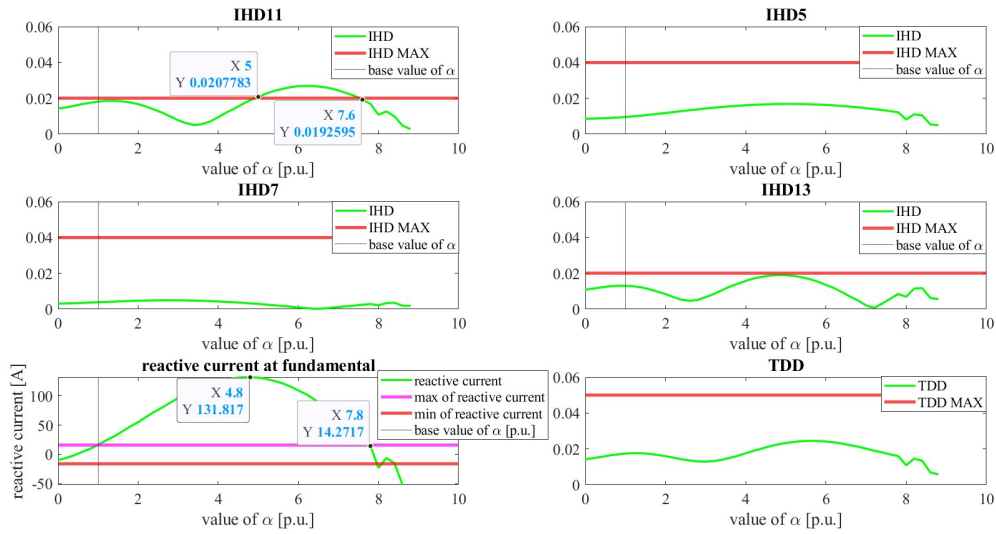 IHD11
0.06
0.04
0.02
0
0 2 4 6 8 10
value of α [p.u.]
IHD
IHD MAX
base value of α
X 5
Y 0.0207783
X 7.6
Y 0.0192595
IHD5
0.06
0.04
0.02
0
0 2 4 6 8 10
value of α [p.u.]
IHD
IHD MAX
base value of α
IHD7
0.06
0.04
0.02
0
0 2 4 6 8 10
value of α [p.u.]
IHD
IHD MAX
base value of α
IHD13
0.06
0.04
0.02
0
0 2 4 6 8 10
value of α [p.u.]
IHD
IHD MAX
base value of α
reactive current at fundamental
reactive current [A]
100
50
0
-50
0 2 4 6 8 10
value of α [p.u.]
X 4.8
Y 131.817
X 7.8
Y 14.2717
reactive current
max of reactive current
min of reactive current
base value of α [p.u.]
TDD
0.06
0.04
0.02
0
0 2 4 6 8 10
value of α [p.u.]
TDD
TDD MAX